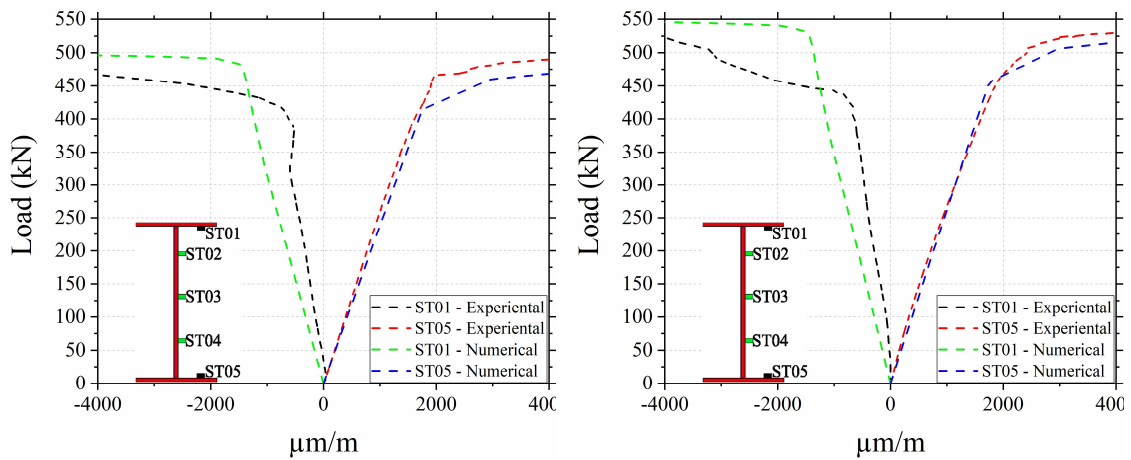 550
500
450
400
350
300
250
200
150
100
50
0
Load (kN)
-4000
-2000
0
2000
400
µm/m
ST01
ST02
ST03
ST04
ST05
ST01 - Experiental
ST05 - Experiental
ST01 - Numerical
ST05 - Numerical
550
500
450
400
350
300
250
200
150
100
50
0
Load (kN)
-4000
-2000
0
2000
400
µm/m
ST01
ST02
ST03
ST04
ST05
ST01 - Experiental
ST05 - Experiental
ST01 - Numerical
ST05 - Numerical